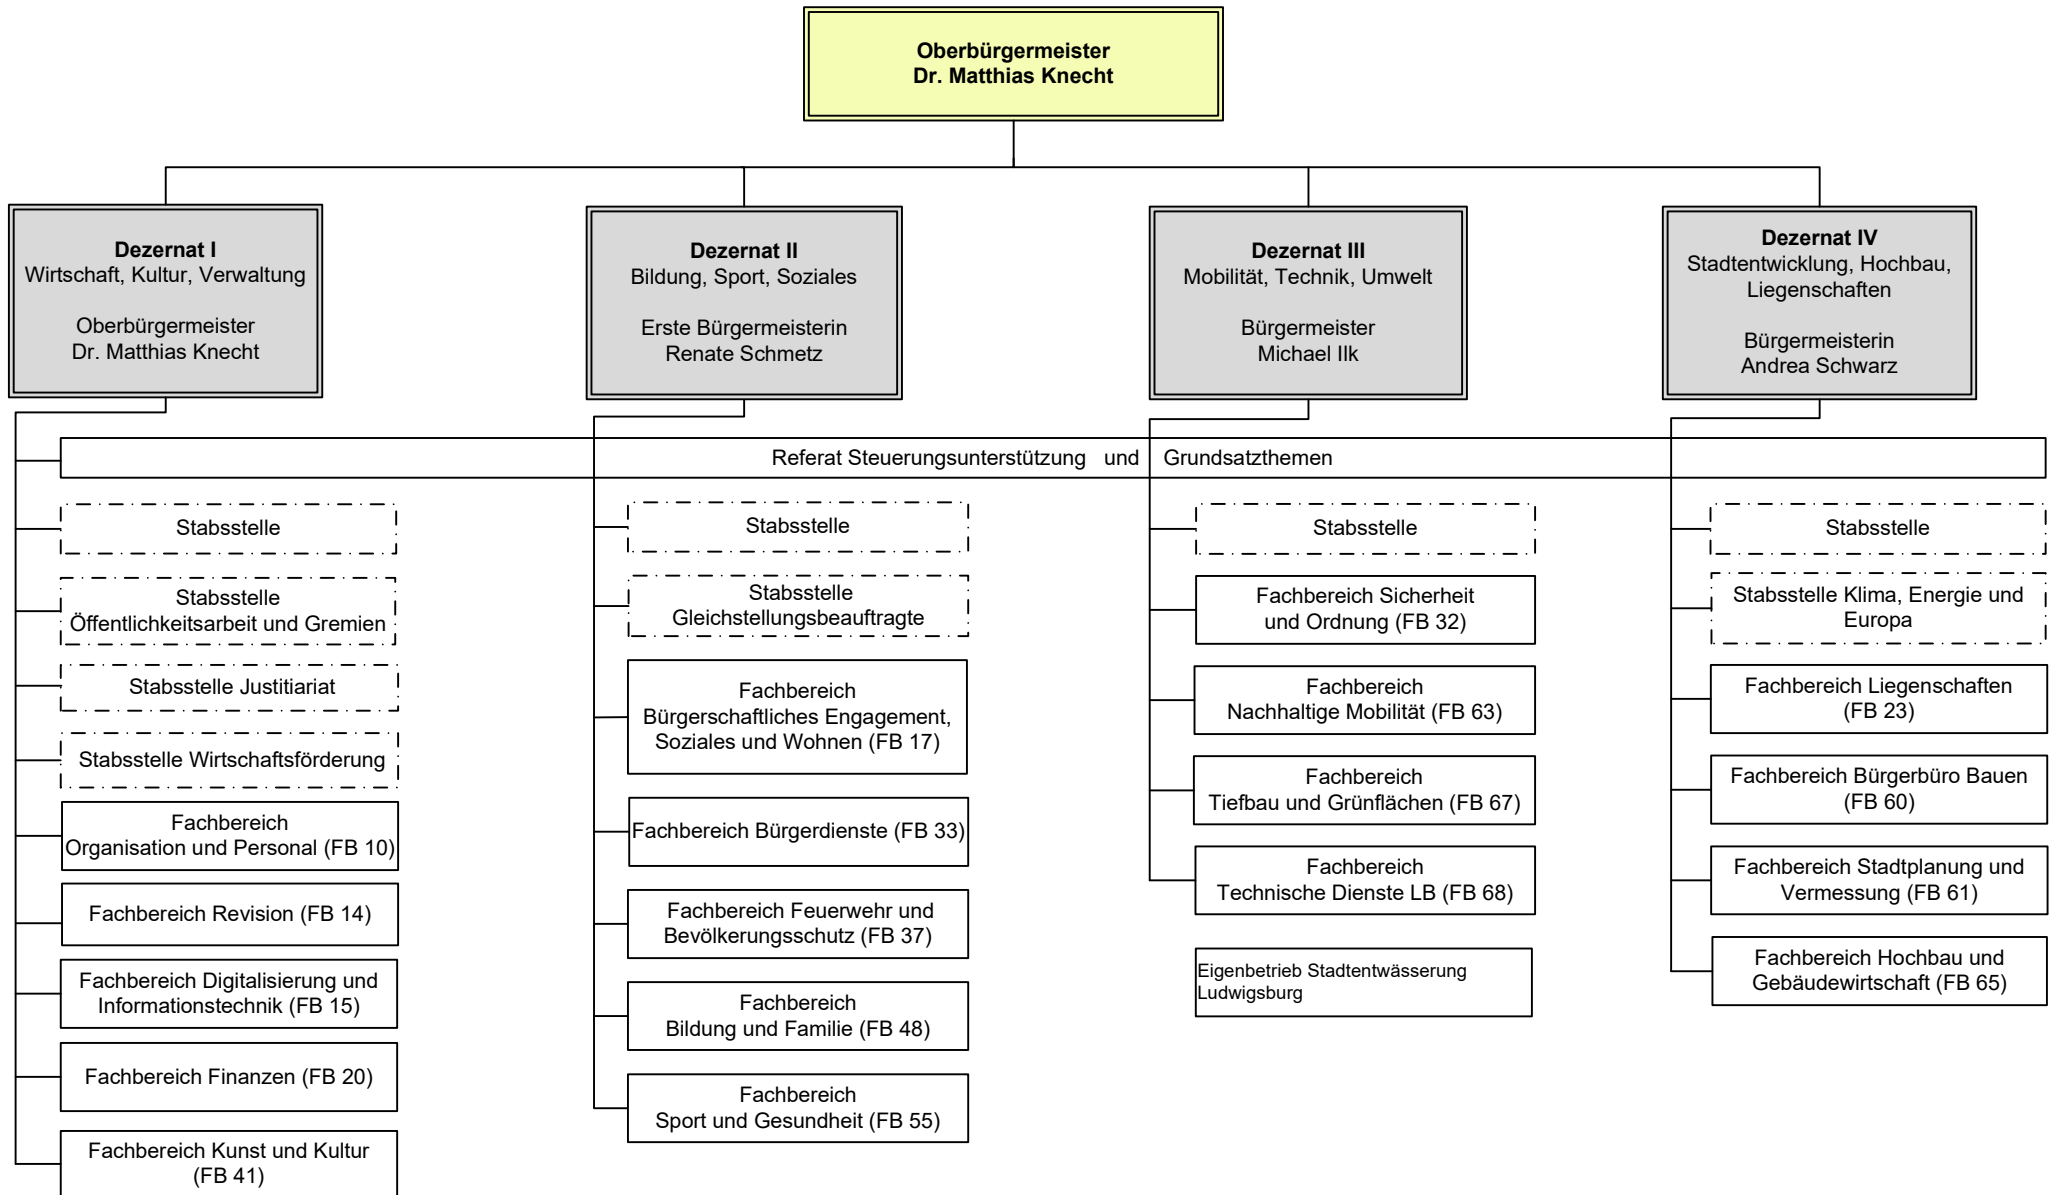 Oberbürgermeister
Dr. Matthias Knecht
Dezernat I
Wirtschaft, Kultur, Verwaltung
Oberbürgermeister
Dr. Matthias Knecht
Dezernat II
Bildung, Sport, Soziales
Erste Bürgermeisterin
Renate Schmetz
Dezernat III
Mobilität, Technik, Umwelt
Bürgermeister
Michael Ilk
Dezernat IV
Stadtentwicklung, Hochbau,
Liegenschaften
Bürgermeisterin
Andrea Schwarz
Referat Steuerungsunterstützung und Grundsatzthemen
Stabsstelle
Stabsstelle
Öffentlichkeitsarbeit und Gremien
Stabsstelle Justitiariat
Stabsstelle Wirtschaftsförderung
Fachbereich
Organisation und Personal (FB 10)
Fachbereich Revision (FB 14)
Fachbereich Digitalisierung und
Informationstechnik (FB 15)
Fachbereich Finanzen (FB 20)
Fachbereich Kunst und Kultur
(FB 41)
Stabsstelle
Stabsstelle
Gleichstellungsbeauftragte
Fachbereich
Bürgerschaftliches Engagement,
Soziales und Wohnen (FB 17)
Fachbereich Bürgerdienste (FB 33)
Fachbereich Feuerwehr und
Bevölkerungsschutz (FB 37)
Fachbereich
Bildung und Familie (FB 48)
Fachbereich
Sport und Gesundheit (FB 55)
Stabsstelle
Fachbereich Sicherheit
und Ordnung (FB 32)
Fachbereich
Nachhaltige Mobilität (FB 63)
Fachbereich
Tiefbau und Grünflächen (FB 67)
Fachbereich
Technische Dienste LB (FB 68)
Eigenbetrieb Stadtentwässerung
Ludwigsburg
Stabsstelle
Stabsstelle Klima, Energie und
Europa
Fachbereich Liegenschaften
(FB 23)
Fachbereich Bürgerbüro Bauen
(FB 60)
Fachbereich Stadtplanung und
Vermessung (FB 61)
Fachbereich Hochbau und
Gebäudewirtschaft (FB 65)